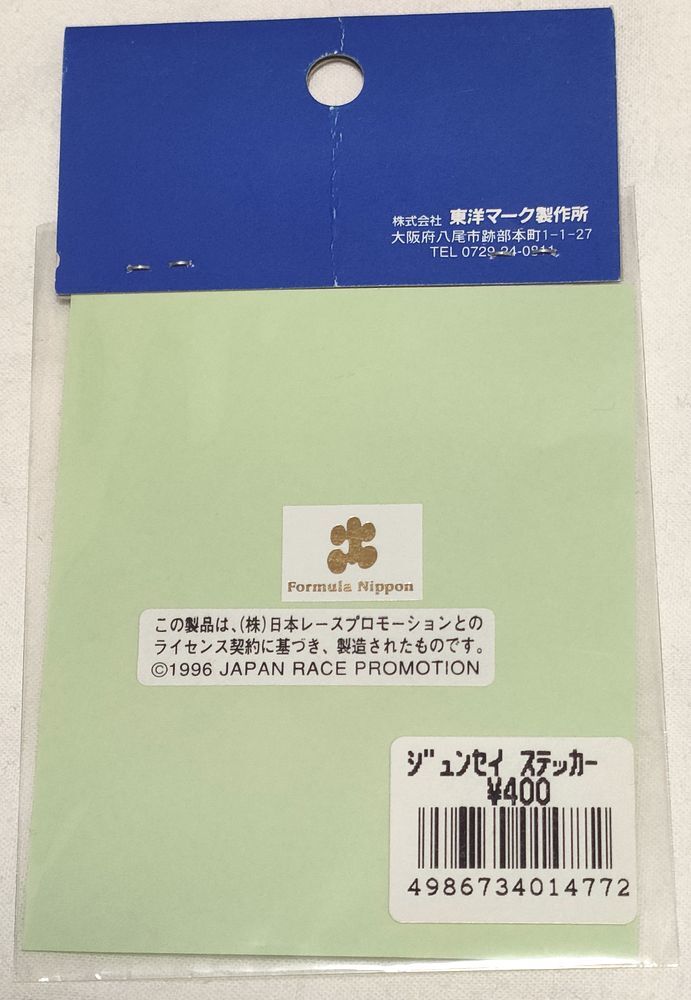 株式会社 東洋マーク製作所
大阪府八尾市跡部本町1-1-27
TEL 0729
Formula Nippon
この製品は、(株)日本レースプロモーションとの
ライセンス契約に基づき、製造されたものです。
©1996 JAPAN RACE PROMOTION
ジュンセイ ステッカー
¥400
4986734014772